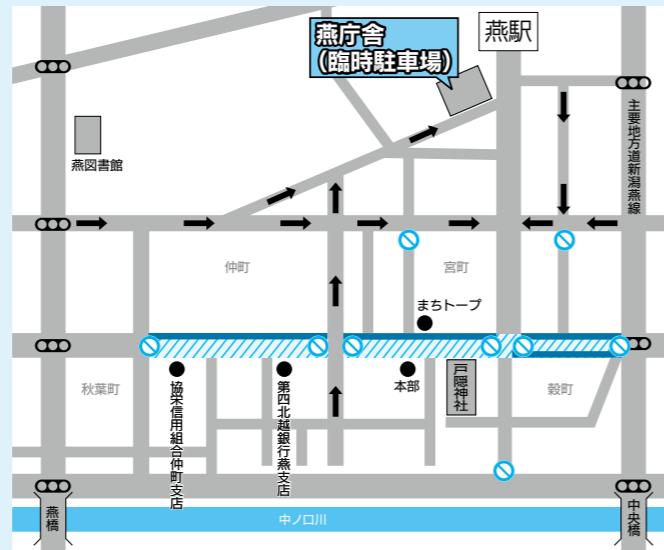 燕庁舎
(臨時駐車場)
燕駅
主要地方道新潟燕線
燕図書館
仲町
宮町
まちトープ
秋葉町
協栄信用組合仲町支店
第四北越銀行燕支店
本部
戸隠神社
穀町
燕橋
中ノ口川
中央橋